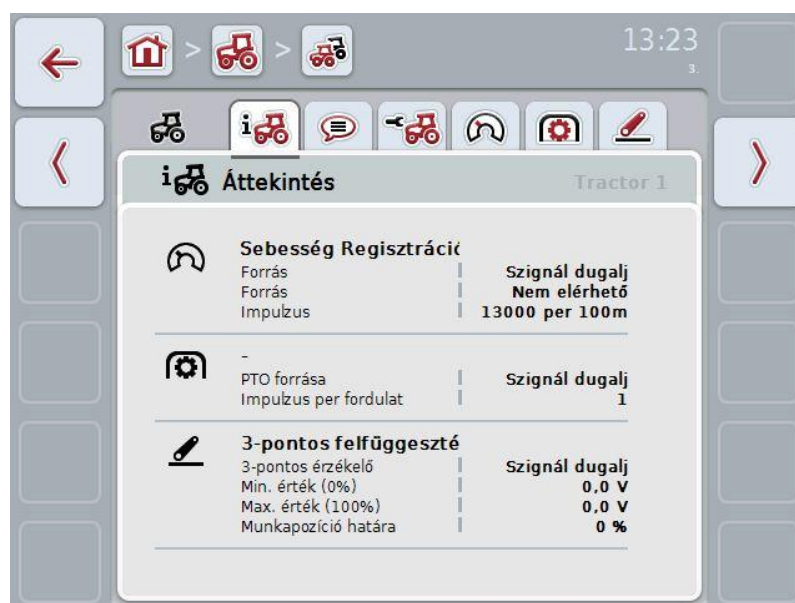 > >
13:23
3.
i
i Áttekintés Tractor 1
Sebesség Regisztráció
Forrás Szignál dugalj
Forrás Nem elérhető
Impulzus 13000 per 100m
-
PTO forrása Szignál dugalj
Impulzus per fordulat 1
3-pontos felfüggeszté
3-pontos érzékelő Szignál dugalj
Min. érték (0%) 0,0 V
Max. érték (100%) 0,0 V
Munkapozíció határa 0 %